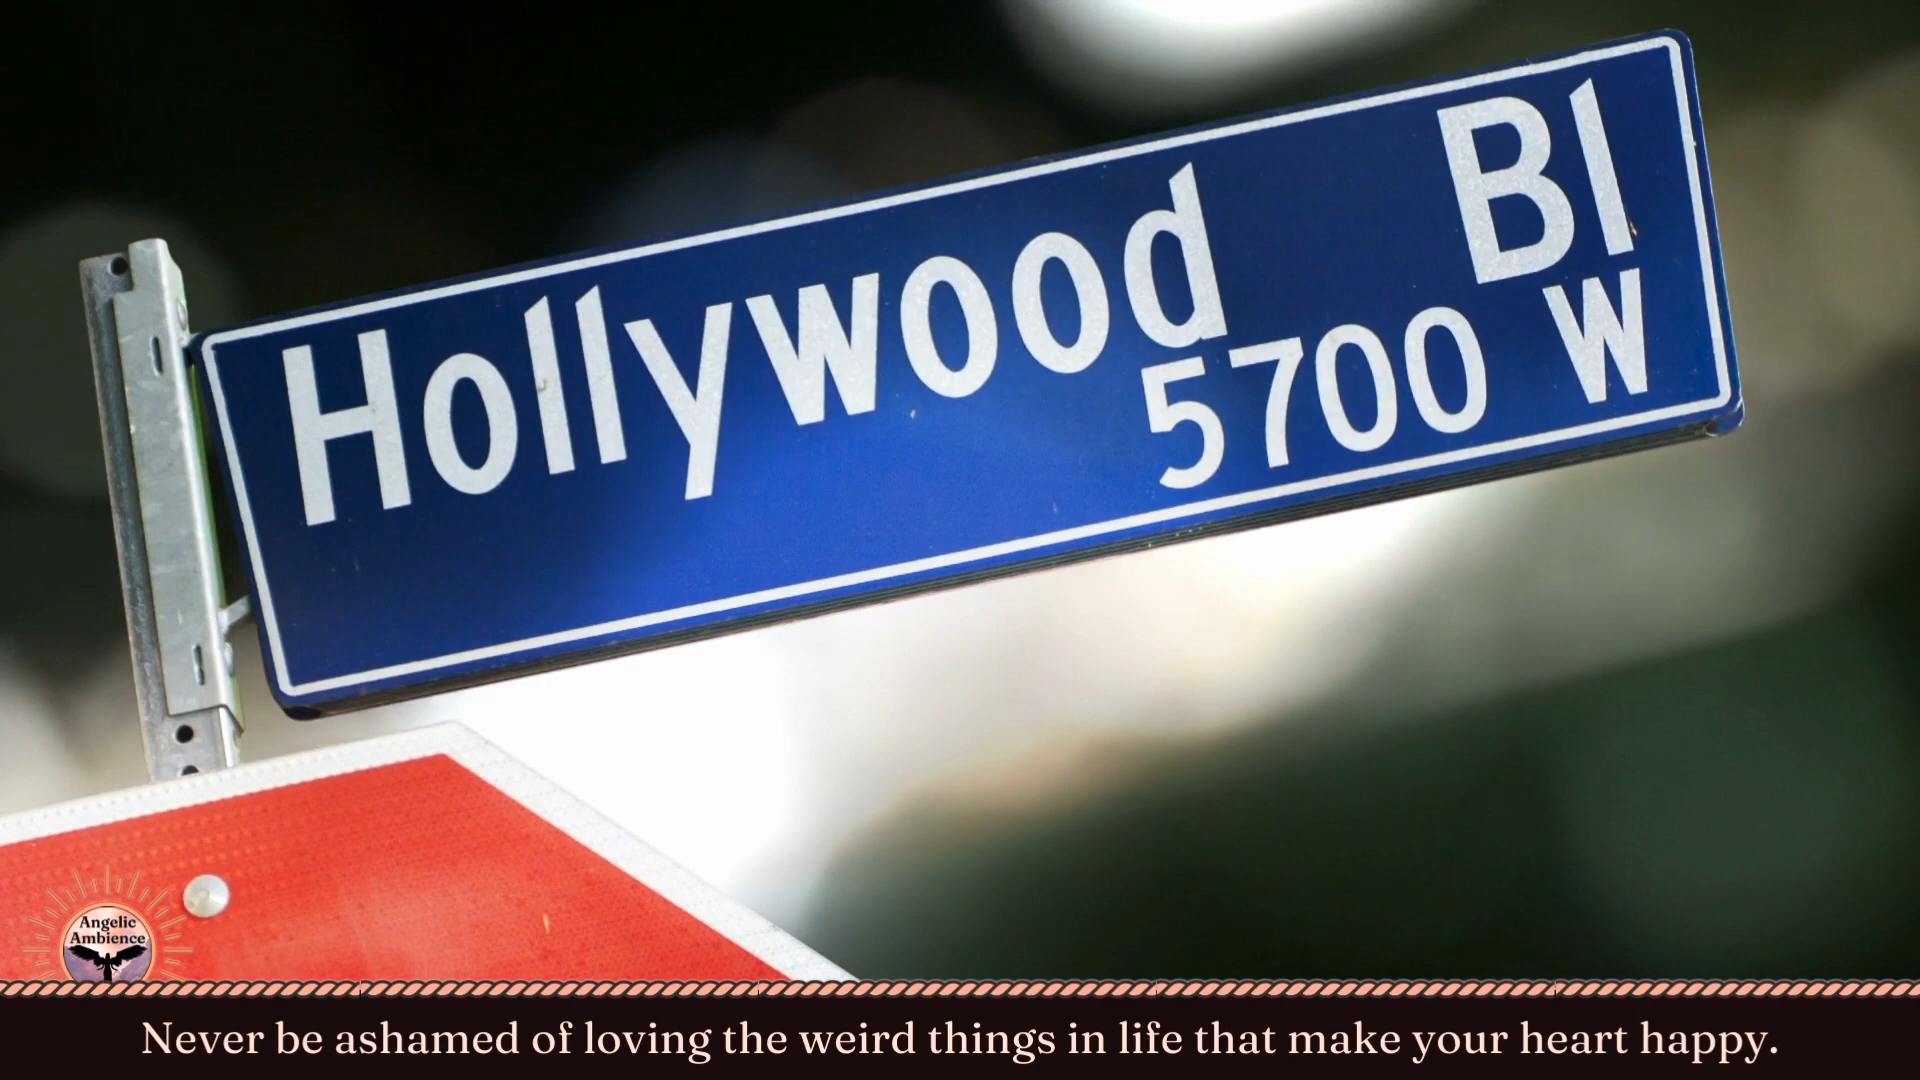 Hollywood Bl
5700 W
Angelic
Ambience
Never be ashamed of loving the weird things in life that make your heart happy.